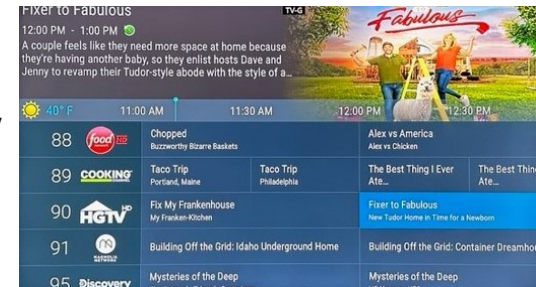 Fixer to Fabulous
TV-G
Fabulous
12:00 PM - 1:00 PM
A couple feels like they need more space at home because
they're having another baby, so they enlist hosts Dave and
Jenny to revamp their Tudor-style abode with the style of a...
40° F 11:00 AM 11:30 AM 12:00 PM 12:30 PM
88 food HD Chopped Alex vs America
Buzzworthy Bizarre Baskets Alex vs Chicken
89 COOKING Taco Trip Taco Trip The Best Thing I Ever The Best Thin
Portland, Maine Philadelphia Ate... Ate...
90 HGTV HD Fix My Frankenhouse Fixer to Fabulous
My Franken-Kitchen New Tudor Home in Time for a Newborn
91 MAGNOLIA NETWORK Building Off the Grid: Idaho Underground Home Building Off the Grid: Container Dreamho
95 Discovery Mysteries of the Deep Mysteries of the Deep